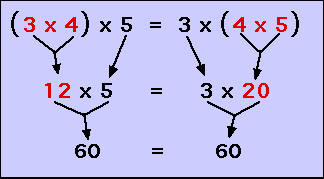 (3 x 4) x 5 = 3 x (4 x 5)
12 x 5 = 3 x 20
60 = 60